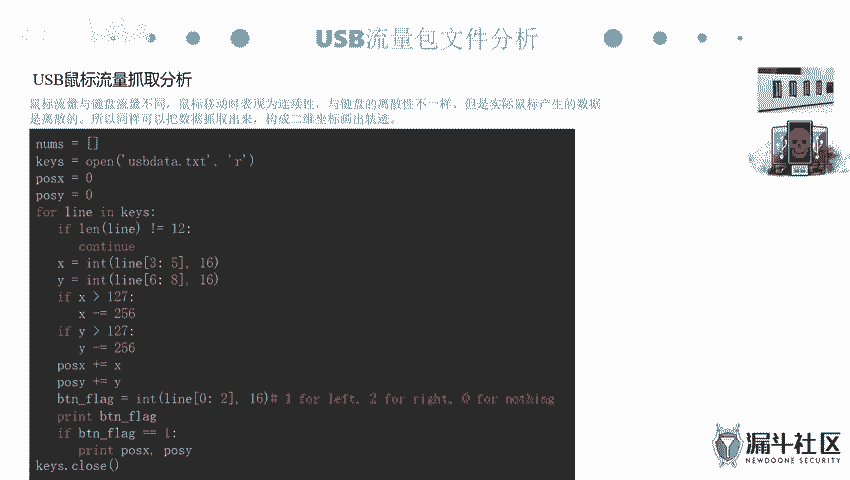 USB流量包文件分析
USB鼠标流量抓取分析
鼠标流量与键盘流量不同，鼠标移动时表现为连续性，与键盘的离散性不一样，但是实际鼠标产生的数据
是离散的。所以同样可以把数据抓取出来，构成二维坐标画出轨迹。
nums = []
keys = open('usbdata.txt', 'r')
posx = 0
posy = 0
for line in keys:
    if len(line) != 12:
        continue
    x = int(line[3: 5], 16)
    y = int(line[6: 8], 16)
    if x > 127:
        x -= 256
    if y > 127:
        y -= 256
    posx += x
    posy += y
    btn_flag = int(line[0: 2], 16)# 1 for left, 2 for right, 0 for nothing
    print btn_flag
    if btn_flag == 1:
        print posx, posy
keys.close()
漏斗社区
NEWDOONE SECURITY